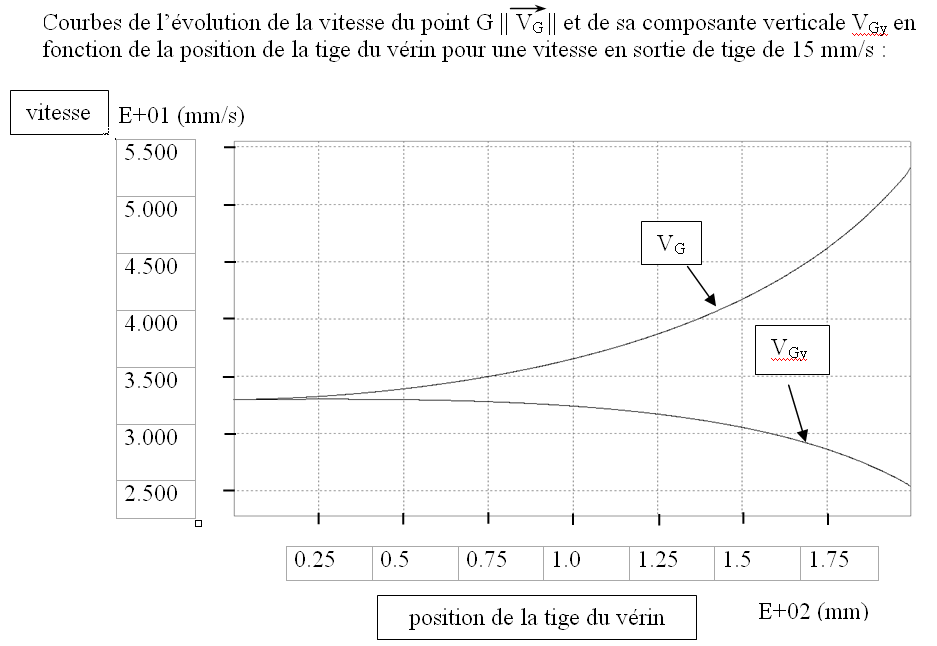 Courbes de l’évolution de la vitesse du point G || V_G || et de sa composante verticale V_Gy en
fonction de la position de la tige du vérin pour une vitesse en sortie de tige de 15 mm/s :
vitesse
E+01 (mm/s)
5.500
5.000
4.500
4.000
3.500
3.000
2.500
V_G
V_Gy
0.25 0.5 0.75 1.0 1.25 1.5 1.75
position de la tige du vérin
E+02 (mm)